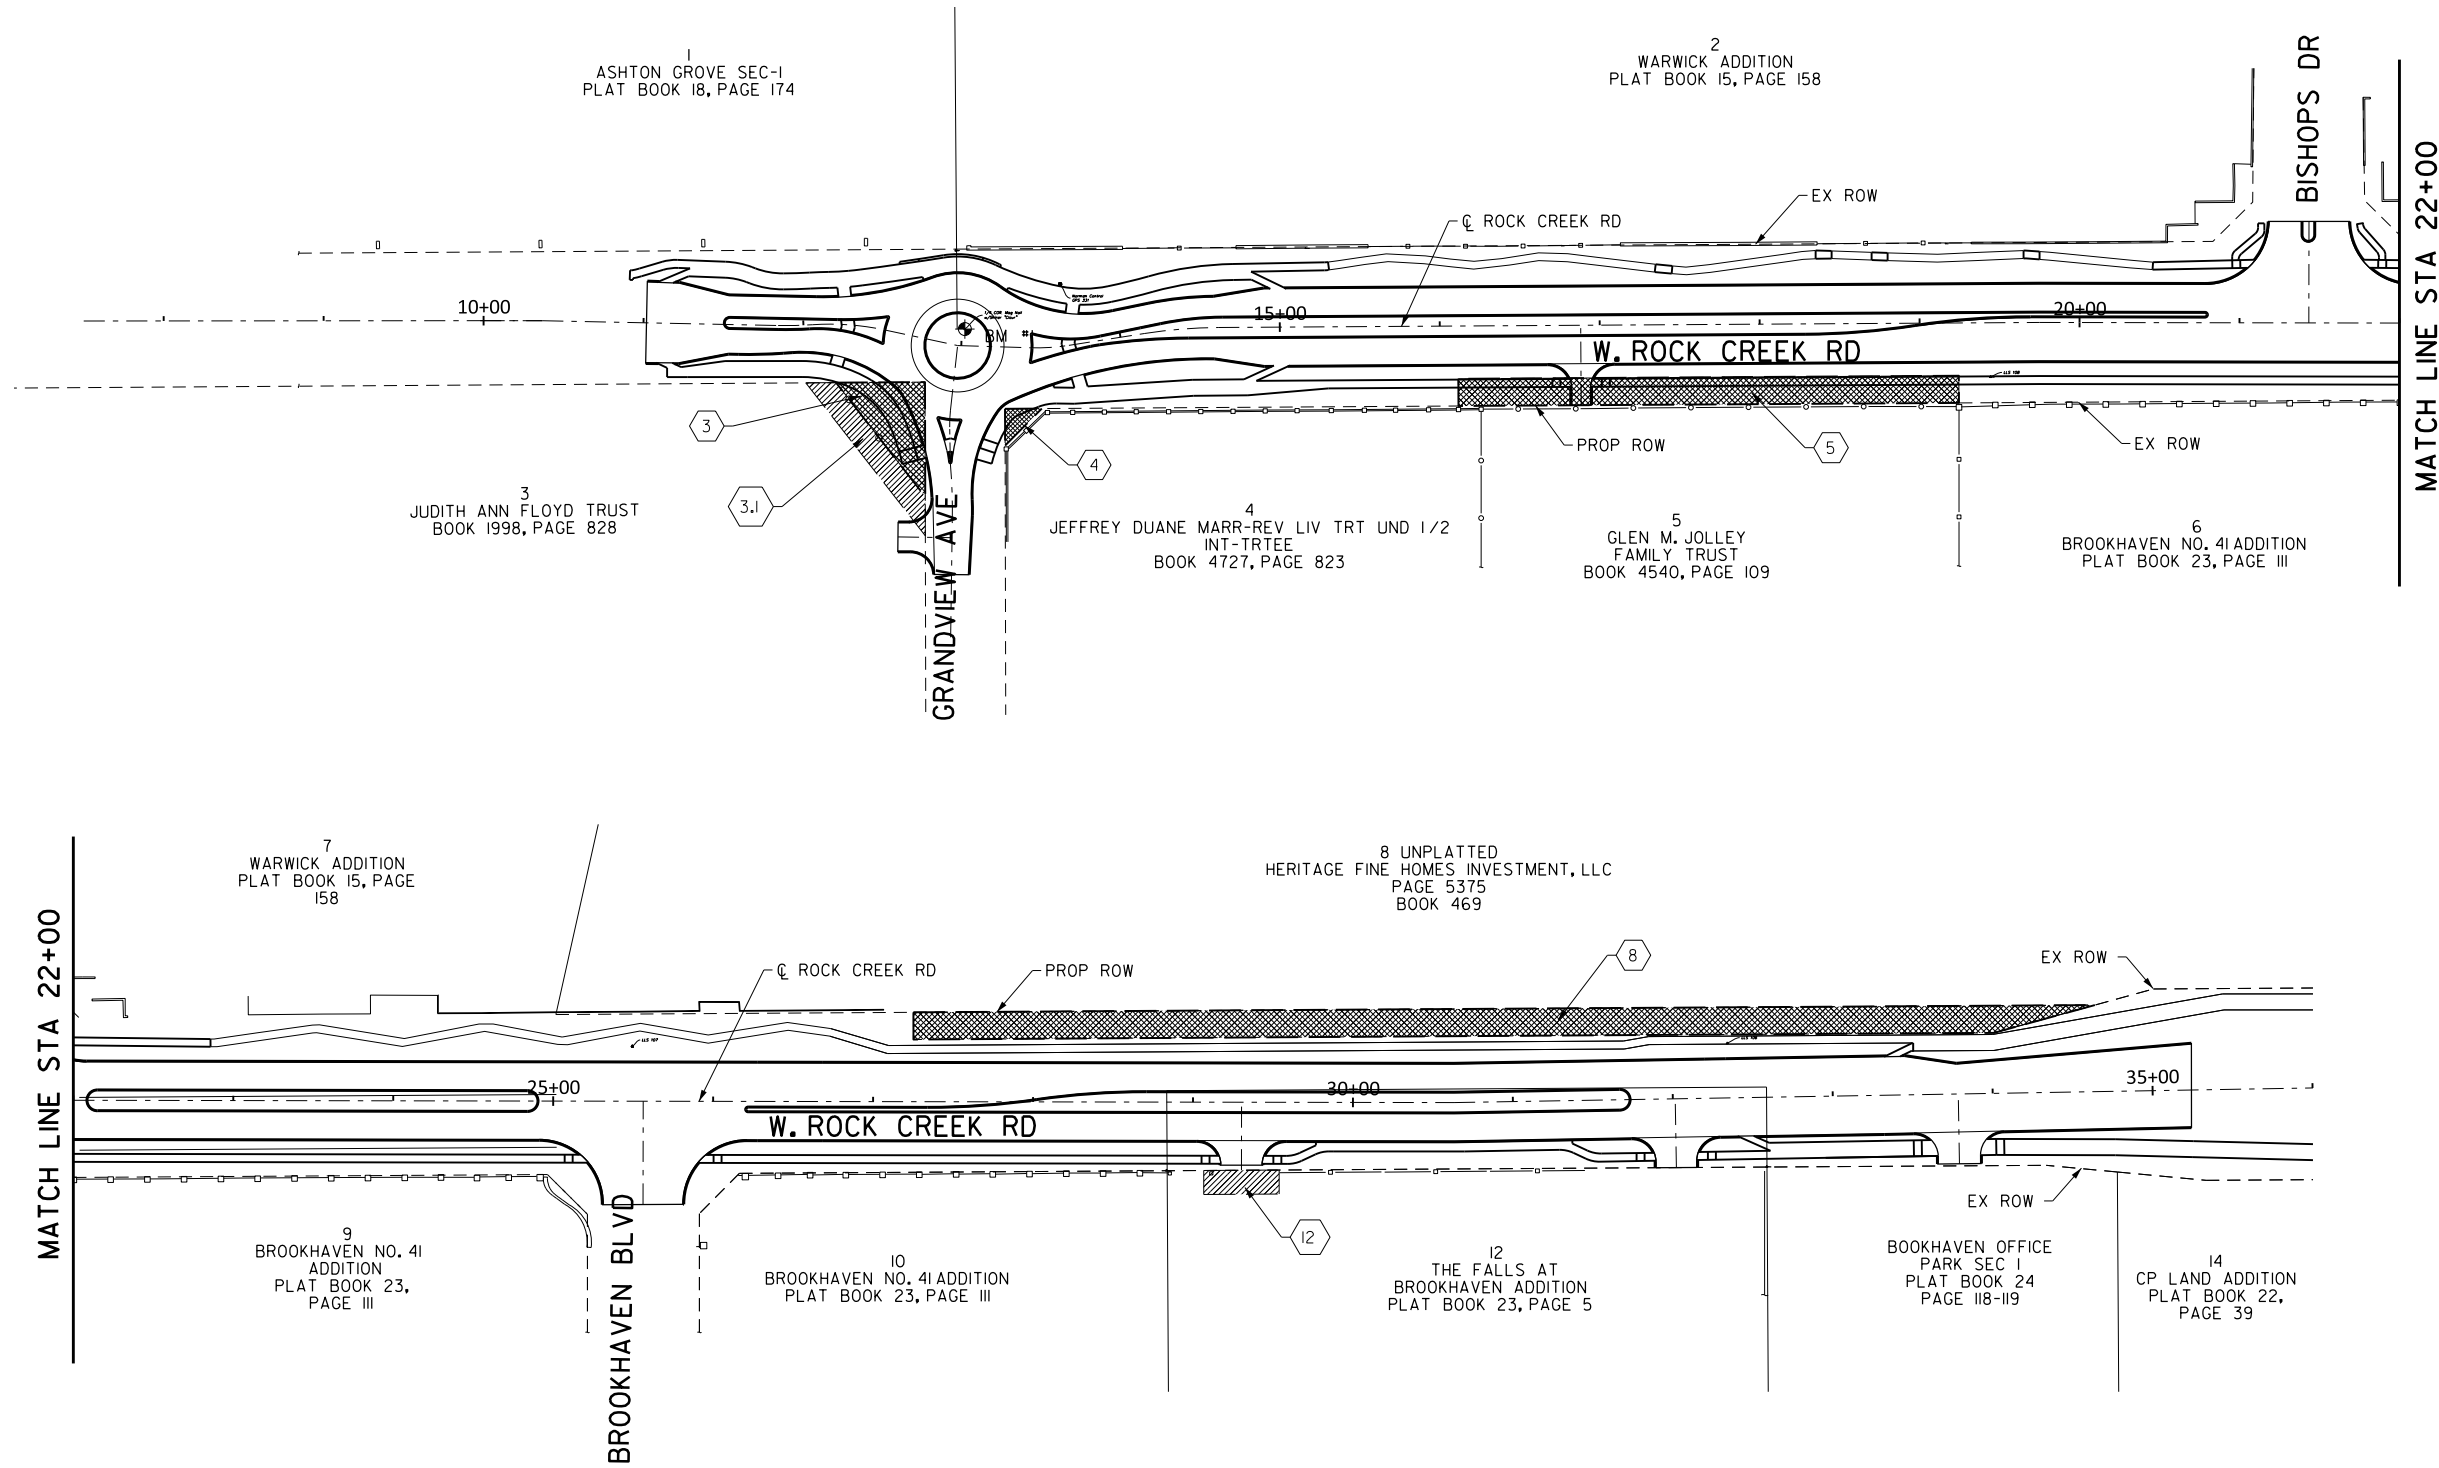 1
ASHTON GROVE SEC-1
PLAT BOOK 18, PAGE 174
2
WARWICK ADDITION
PLAT BOOK 15, PAGE 158
BISHOPS DR
MATCH LINE STA 22+00
EX ROW
℄ ROCK CREEK RD
10+00
15+00
20+00
BM #
W. ROCK CREEK RD
3
3.1
4
PROP ROW
5
EX ROW
3
JUDITH ANN FLOYD TRUST
BOOK 1998, PAGE 828
GRANDVIEW AVE
4
JEFFREY DUANE MARR-REV LIV TRT UND 1/2
INT-TRTEE
BOOK 4727, PAGE 823
5
GLEN M. JOLLEY
FAMILY TRUST
BOOK 4540, PAGE 109
6
BROOKHAVEN NO. 41 ADDITION
PLAT BOOK 23, PAGE 111
MATCH LINE STA 22+00
7
WARWICK ADDITION
PLAT BOOK 15, PAGE
158
8 UNPLATTED
HERITAGE FINE HOMES INVESTMENT, LLC
PAGE 5375
BOOK 469
℄ ROCK CREEK RD
PROP ROW
8
EX ROW
LLS 107
25+00
30+00
35+00
W. ROCK CREEK RD
BROOKHAVEN BLVD
12
EX ROW
9
BROOKHAVEN NO. 41
ADDITION
PLAT BOOK 23,
PAGE 111
10
BROOKHAVEN NO. 41 ADDITION
PLAT BOOK 23, PAGE 111
12
THE FALLS AT
BROOKHAVEN ADDITION
PLAT BOOK 23, PAGE 5
BOOKHAVEN OFFICE
PARK SEC 1
PLAT BOOK 24
PAGE 118-119
14
CP LAND ADDITION
PLAT BOOK 22,
PAGE 39